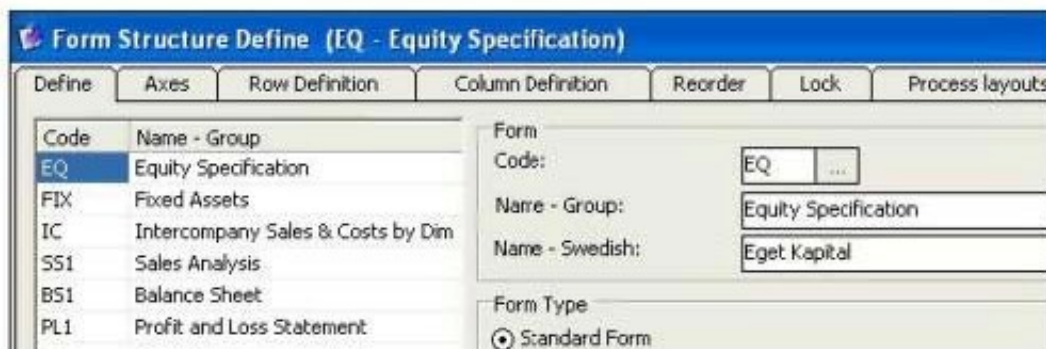 Form Structure Define (EQ - Equity Specification)
Define Axes Row Definition Column Definition Reorder Lock Process layouts
Code Name - Group
EQ Equity Specification
FIX Fixed Assets
IC Intercompany Sales & Costs by Dim
SS1 Sales Analysis
BS1 Balance Sheet
PL1 Profit and Loss Statement
Form
Code: EQ ...
Name - Group: Equity Specification
Name - Swedish: Eget Kapital
Form Type
Standard Form